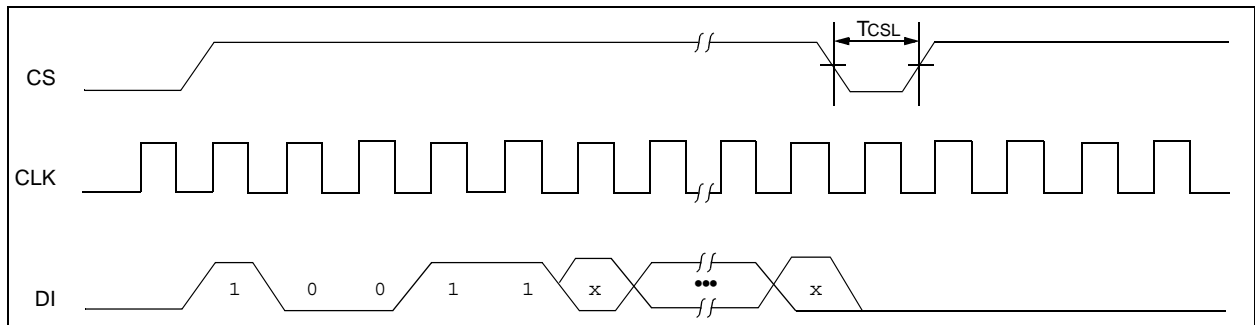 TCSL
CS
CLK
DI
1 0 0 1 1 x ••• x